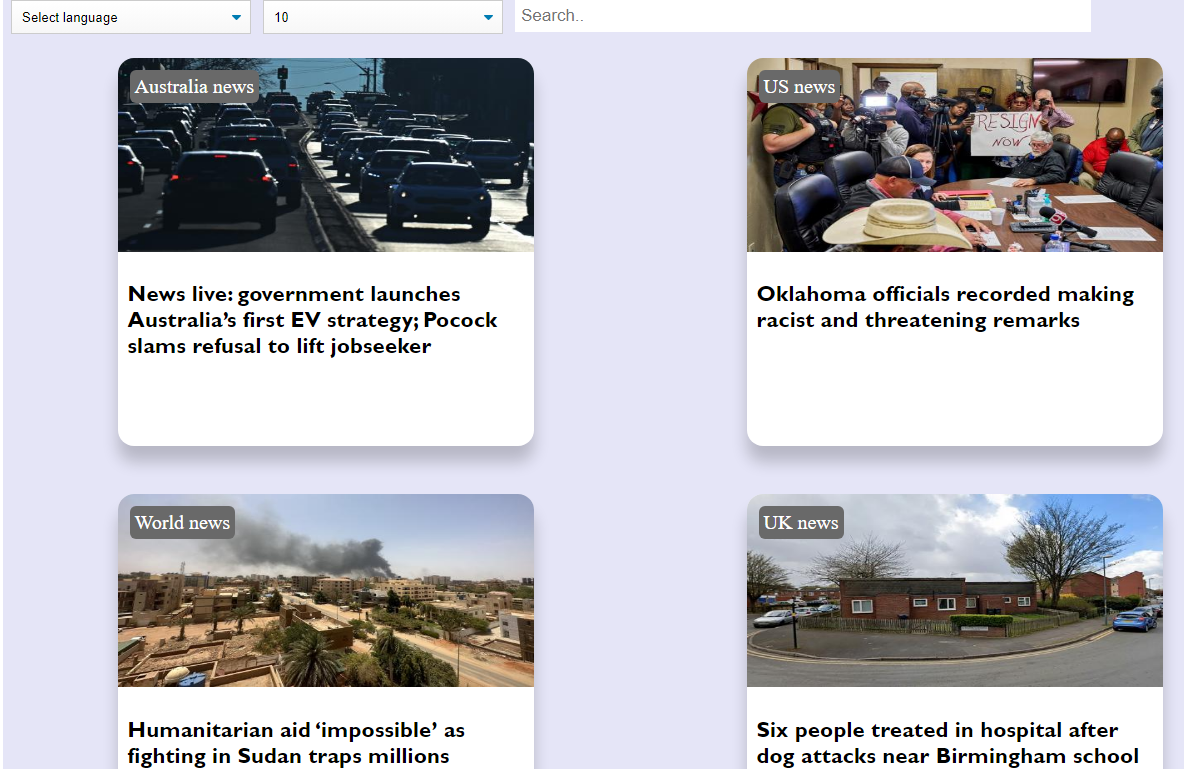 Select language
10
Search..
Australia news
US news
RESIGN
NOW
News live: government launches
Australia’s first EV strategy; Pocock
slams refusal to lift jobseeker
Oklahoma officials recorded making
racist and threatening remarks
World news
UK news
Humanitarian aid ‘impossible’ as
fighting in Sudan traps millions
Six people treated in hospital after
dog attacks near Birmingham school